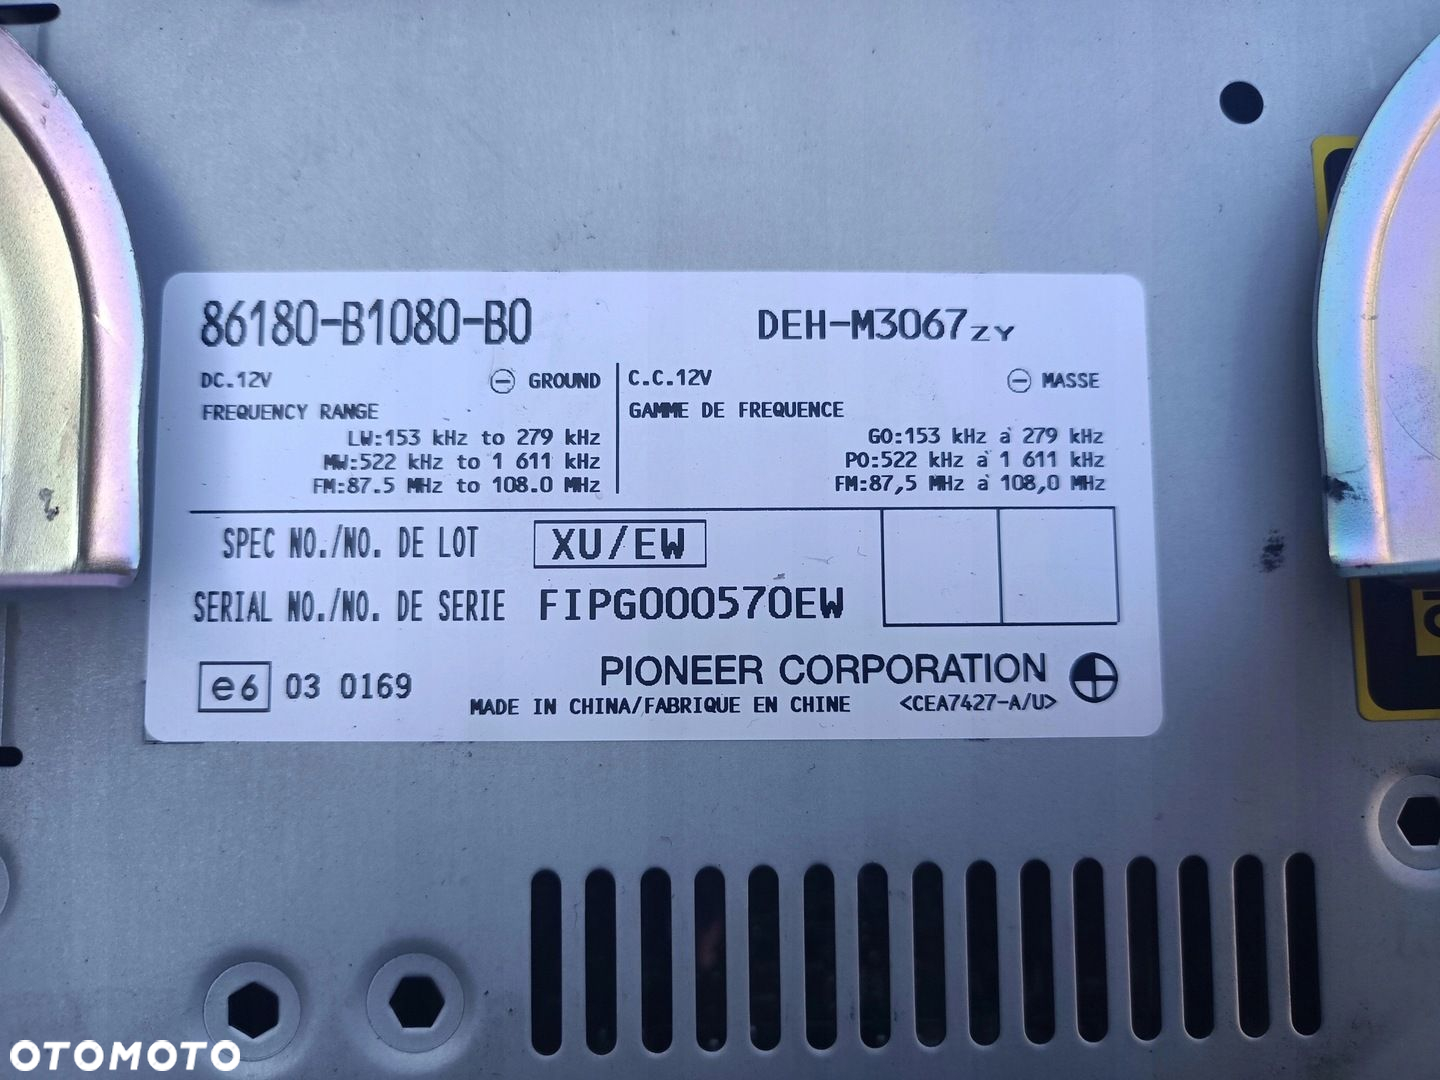 86180-B1080-B0
DEH-M3067ZY
DC.12V ⊖ GROUND
FREQUENCY RANGE
LW:153 kHz to 279 kHz
MW:522 kHz to 1 611 kHz
FM:87.5 MHz to 108.0 MHz
C.C.12V ⊖ MASSE
GAMME DE FREQUENCE
GO:153 kHz à 279 kHz
PO:522 kHz à 1 611 kHz
FM:87,5 MHz à 108,0 MHz
SPEC NO./NO. DE LOT XU/EW
SERIAL NO./NO. DE SERIE FIPG000570EW
e6 03 0169
PIONEER CORPORATION
MADE IN CHINA/FABRIQUE EN CHINE <CEA7427-A/U>
OTOMOTO